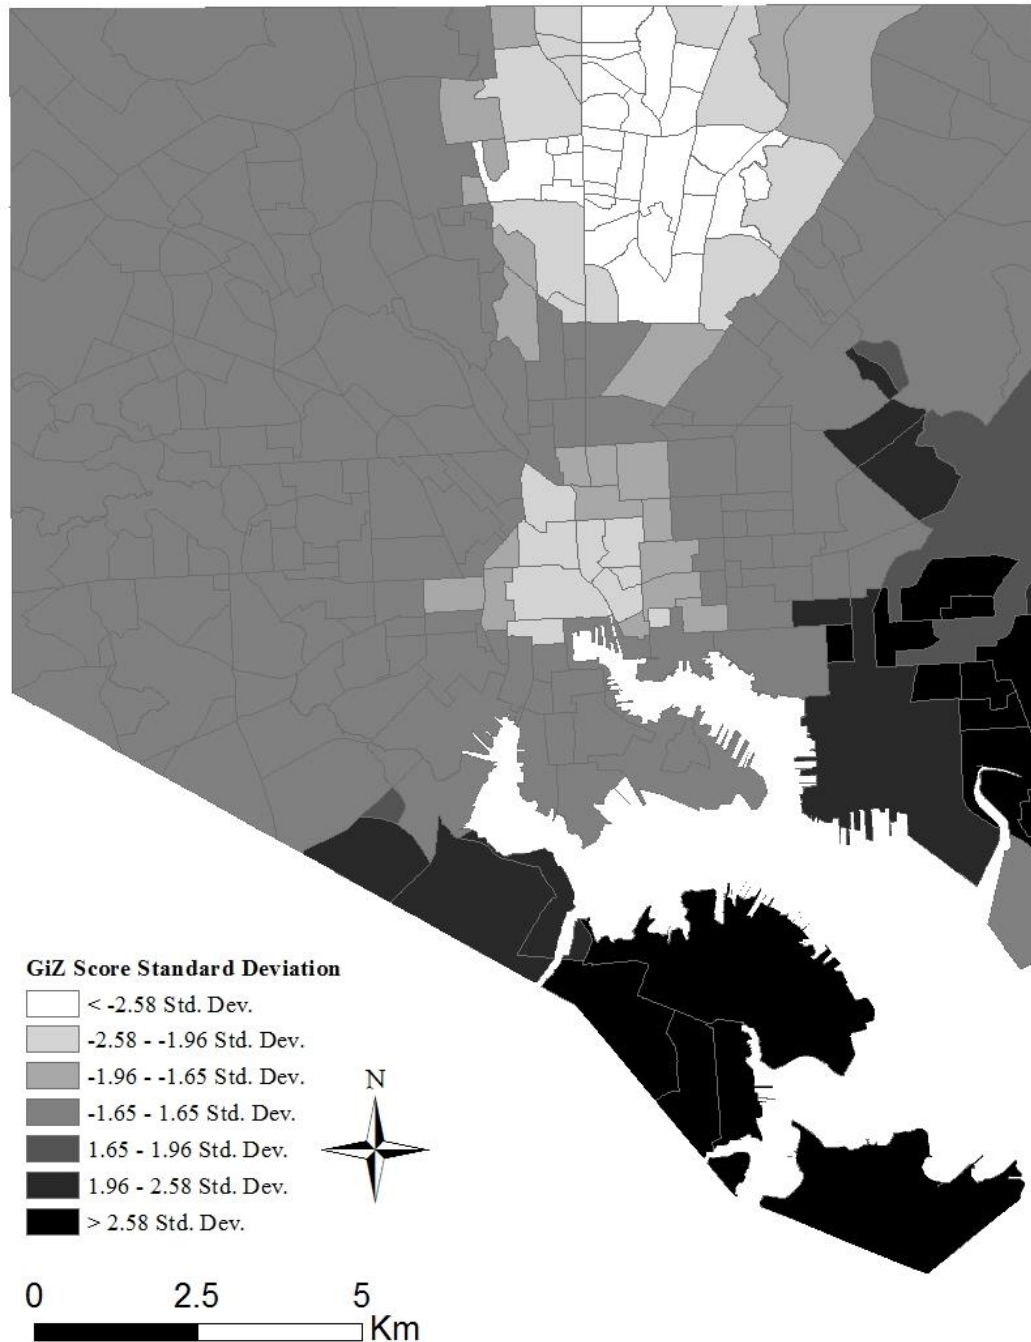 GiZ Score Standard Deviation
< -2.58 Std. Dev.
-2.58 - -1.96 Std. Dev.
-1.96 - -1.65 Std. Dev.
-1.65 - 1.65 Std. Dev.
1.65 - 1.96 Std. Dev.
1.96 - 2.58 Std. Dev.
> 2.58 Std. Dev.
N
0 2.5 5
Km